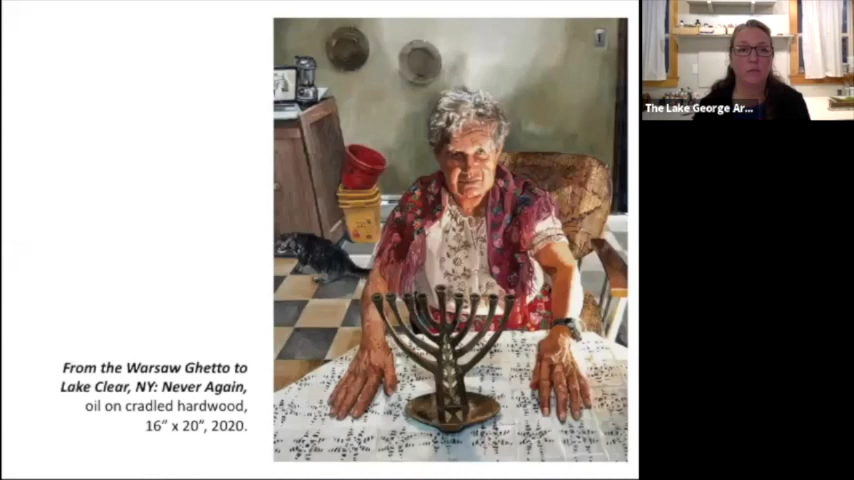 From the Warsaw Ghetto to
Lake Clear, NY: Never Again,
oil on cradled hardwood,
16" x 20", 2020.
The Lake George Ar...